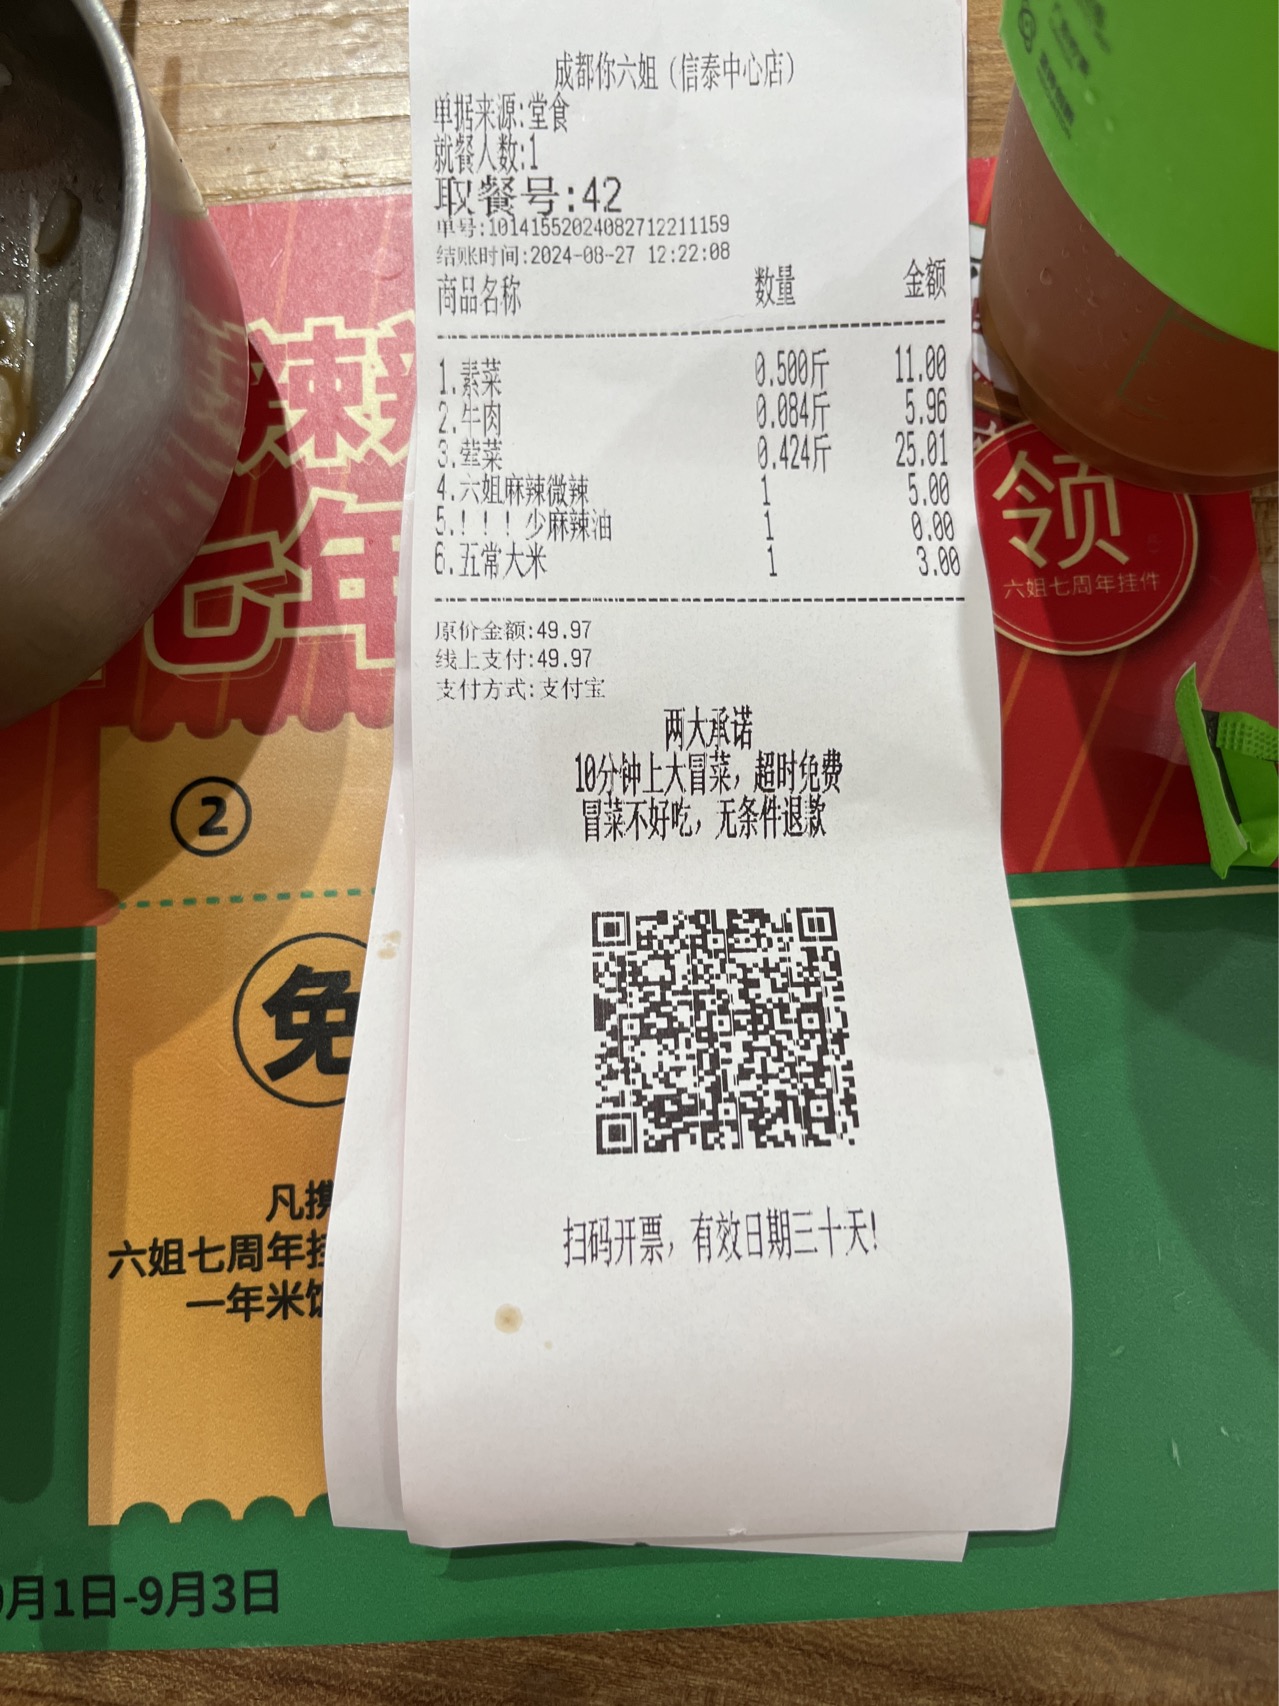 成都你六姐（信泰中心店）
单据来源:堂食
就餐人数:1
取餐号:42
单号:10141552024082712211159
结账时间:2024-08-27 12:22:08
商品名称 数量 金额
1.素菜 0.500斤 11.00
2.牛肉 0.084斤 5.96
3.荤菜 0.424斤 25.01
4.六姐麻辣微辣 1 5.00
5.！！！少麻辣油 1 0.00
6.五常大米 1 3.00
原价金额:49.97
线上支付:49.97
支付方式:支付宝
两大承诺
10分钟上大冒菜，超时免费
冒菜不好吃，无条件退款
扫码开票，有效日期三十天!
辣
七年
②
免
凡携
六姐七周年挂
一年米饭
月1日-9月3日
领
六姐七周年挂件